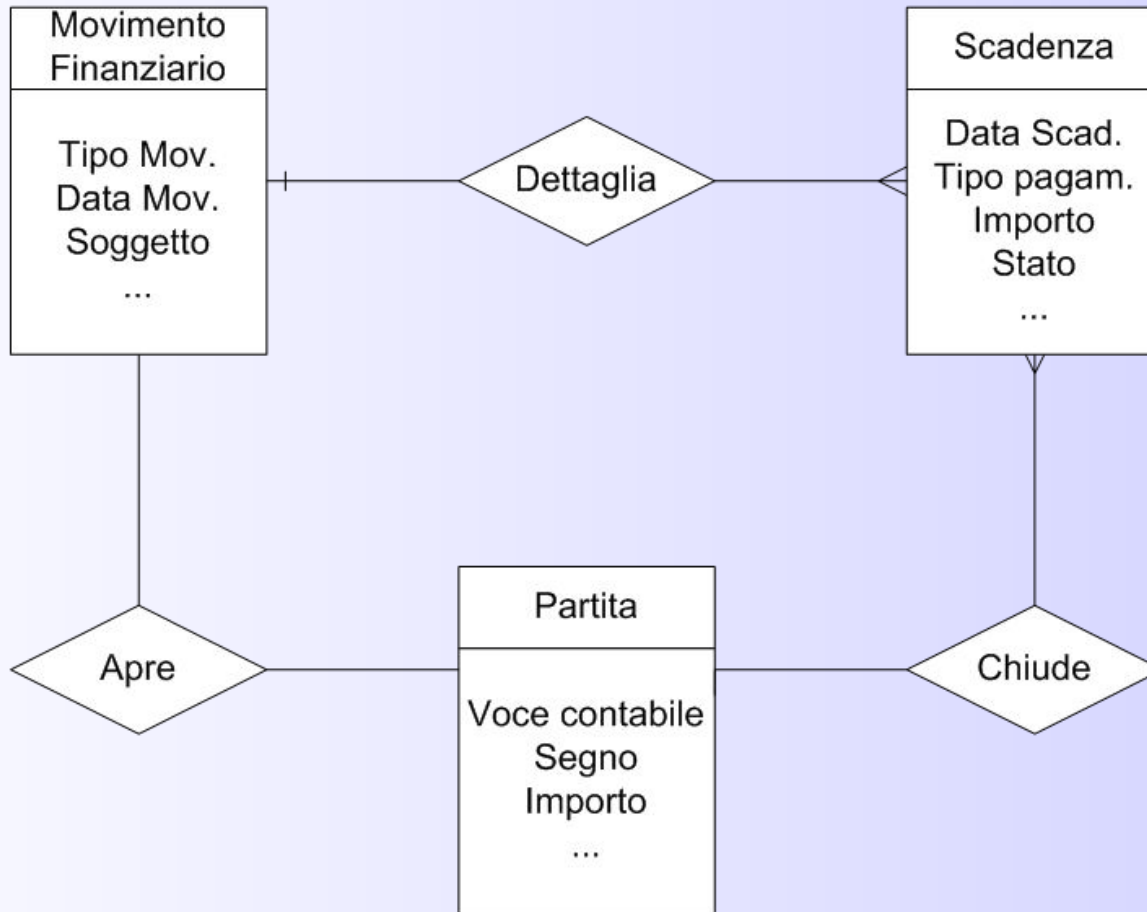 Movimento
Finanziario
Tipo Mov.
Data Mov.
Soggetto
...
Dettaglia
Scadenza
Data Scad.
Tipo pagam.
Importo
Stato
...
Apre
Partita
Voce contabile
Segno
Importo
...
Chiude